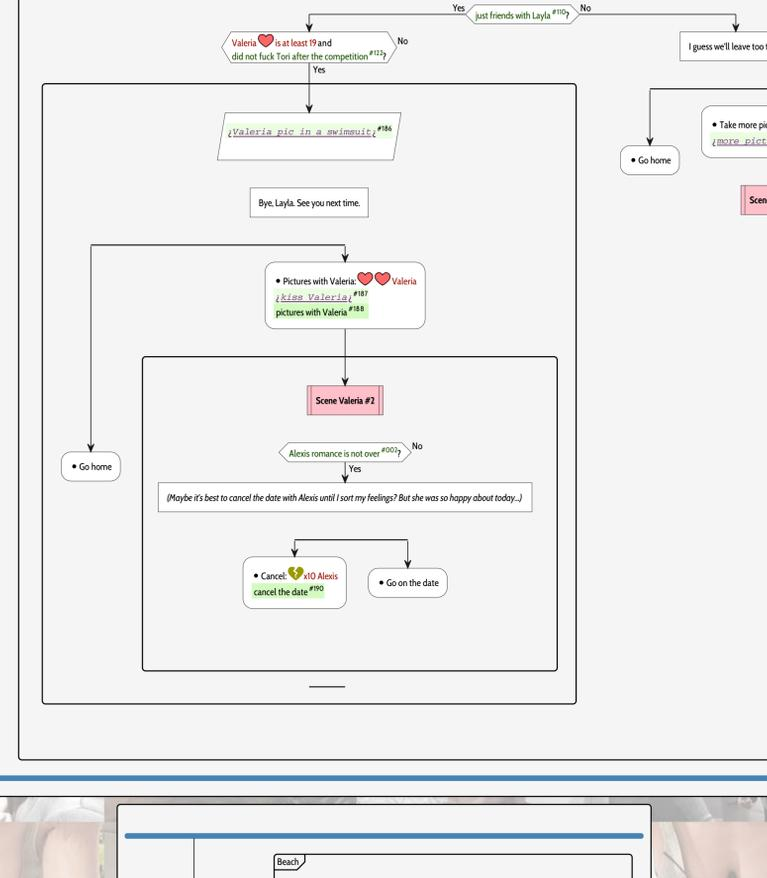 Yes
just friends with Layla #110?
No
Valeria is at least 19 and
did not fuck Tori after the competition #122?
No
Yes
I guess we'll leave too
¿Valeria pic in a swimsuit¿ #186
• Take more
¿more
• Go home
Bye, Layla. See you next time.
• Pictures with Valeria: Valeria
¿kiss Valeria¿ #187
pictures with Valeria #188
Scene Valeria #2
Alexis romance is not over #002?
No
Yes
• Go home
(Maybe it's best to cancel the date with Alexis until I sort my feelings? But she was so happy about today...)
• Cancel: x10 Alexis
cancel the date #190
• Go on the date
Beach